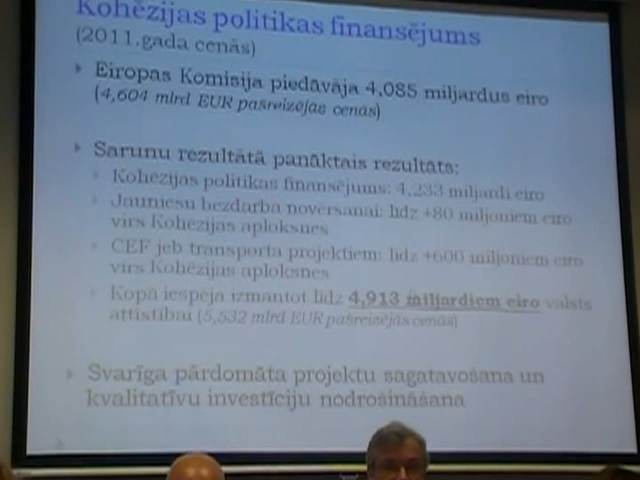 Kohēzijas politikas finansējums
(2011.gada cenās)
Eiropas Komisija piedāvāja 4,085 miljardus eiro
(4,604 mlrd EUR pašreizējās cenās)
Sarunu rezultātā panāktais rezultāts:
Kohēzijas politikas finansējums: 4,233 miljardi eiro
Jauniešu bezdarba novēršanai: līdz +80 miljoniem eiro
virs Kohēzijas aploksnes
CEF jeb transporta projektiem: līdz +600 miljoniem eiro
virs Kohēzijas aploksnes
Kopā iespēja izmantot līdz 4,913 miljardiem eiro valsts
attīstībai (5,532 mlrd EUR pašreizējās cenās)
Svarīga pārdomāta projektu sagatavošana un
kvalitatīvu investīciju nodrošināšana